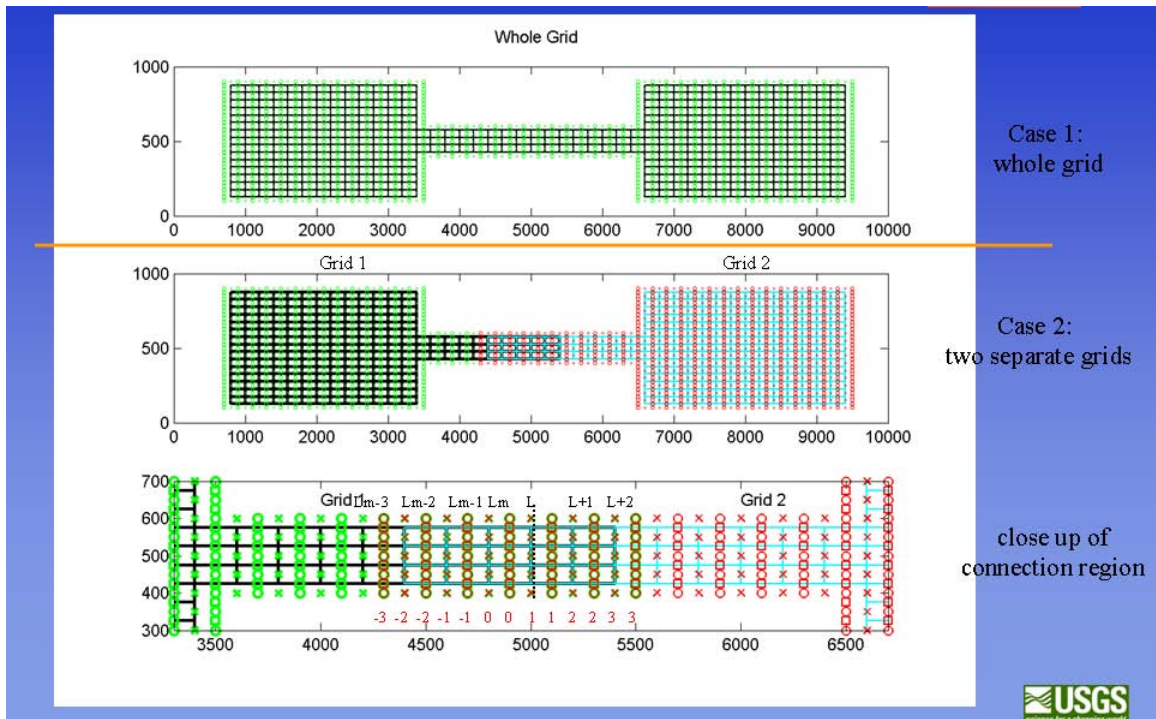 Whole Grid
1000
500
0
0 1000 2000 3000 4000 5000 6000 7000 8000 9000 10000
Case 1:
whole grid
Grid 1 Grid 2
1000
500
0
0 1000 2000 3000 4000 5000 6000 7000 8000 9000 10000
Case 2:
two separate grids
700
600
500
400
300
Grid 1 Lm-3 Lm-2 Lm-1 Lm L L+1 L+2 Grid 2
-3 -2 -2 -1 -1 0 0 1 1 2 2 3 3
3500 4000 4500 5000 5500 6000 6500
close up of
connection region
USGS